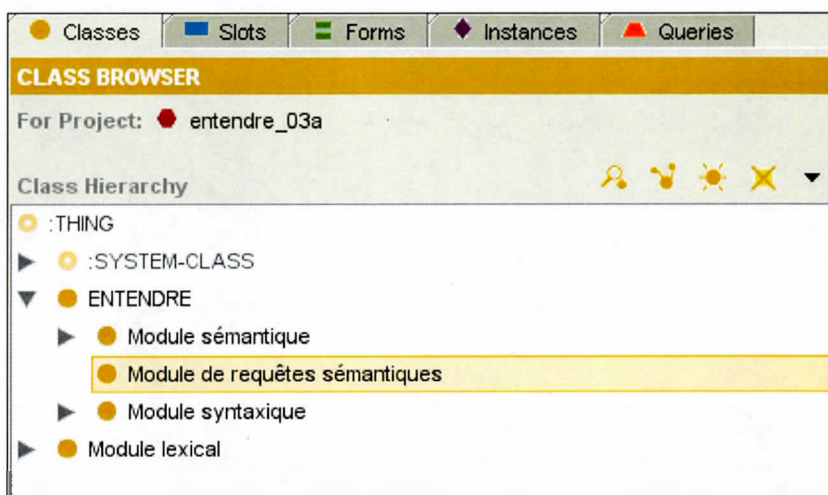 Classes Slots Forms Instances Queries
CLASS BROWSER
For Project: entendre_03a
Class Hierarchy
:THING
:SYSTEM-CLASS
ENTENDRE
Module sémantique
Module de requêtes sémantiques
Module syntaxique
Module lexical